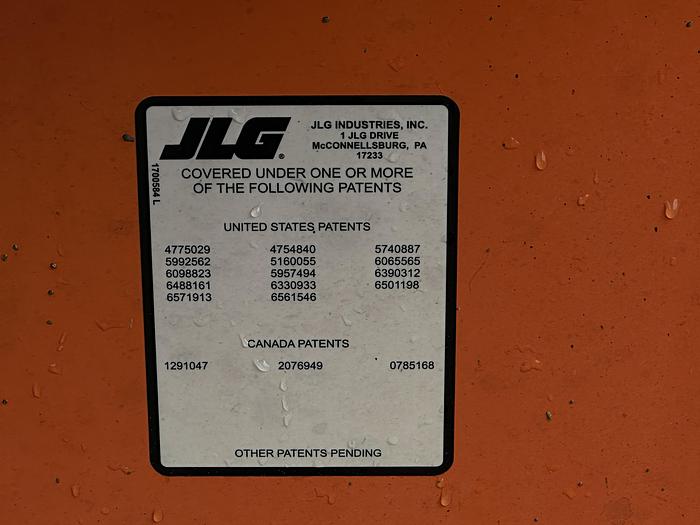 JLG®
JLG INDUSTRIES, INC.
1 JLG DRIVE
McCONNELLSBURG, PA
17233
1700584 L
COVERED UNDER ONE OR MORE
OF THE FOLLOWING PATENTS
UNITED STATES PATENTS
4775029 4754840 5740887
5992562 5160055 6065565
6098823 5957494 6390312
6488161 6330933 6501198
6571913 6561546
CANADA PATENTS
1291047 2076949 0785168
OTHER PATENTS PENDING